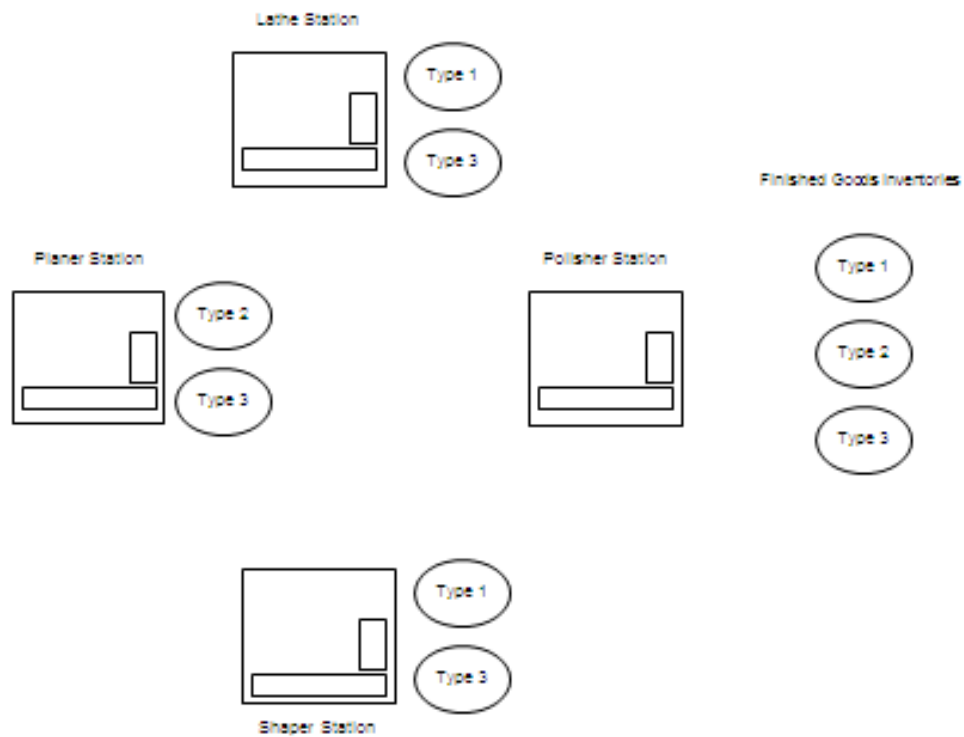 Lathe Station
Type 1
Type 3
Finished Goods Inventories
Planer Station
Type 2
Type 3
Polisher Station
Type 1
Type 2
Type 3
Type 1
Type 3
Shaper Station